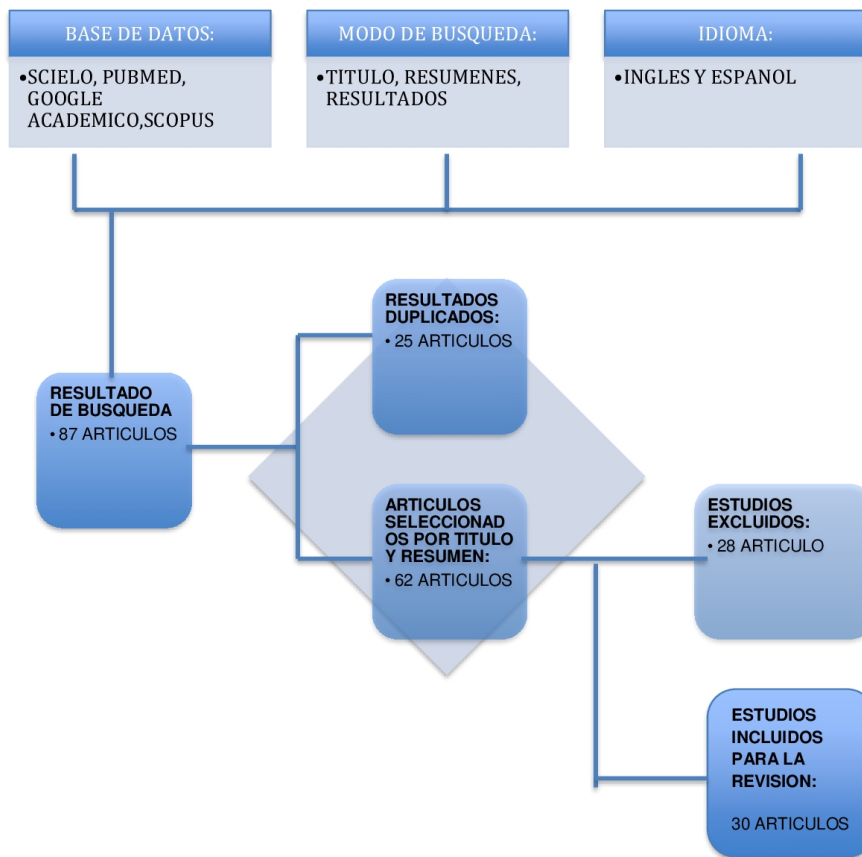 BASE DE DATOS:
•SCIELO, PUBMED,
GOOGLE
ACADEMICO,SCOPUS
MODO DE BUSQUEDA:
•TITULO, RESUMENES,
RESULTADOS
IDIOMA:
•INGLES Y ESPANOL
RESULTADO
DE BUSQUEDA
• 87 ARTICULOS
RESULTADOS
DUPLICADOS:
• 25 ARTICULOS
ARTICULOS
SELECCIONAD
OS POR TITULO
Y RESUMEN:
• 62 ARTICULOS
ESTUDIOS
EXCLUIDOS:
• 28 ARTICULO
ESTUDIOS
INCLUIDOS
PARA LA
REVISION:
30 ARTICULOS